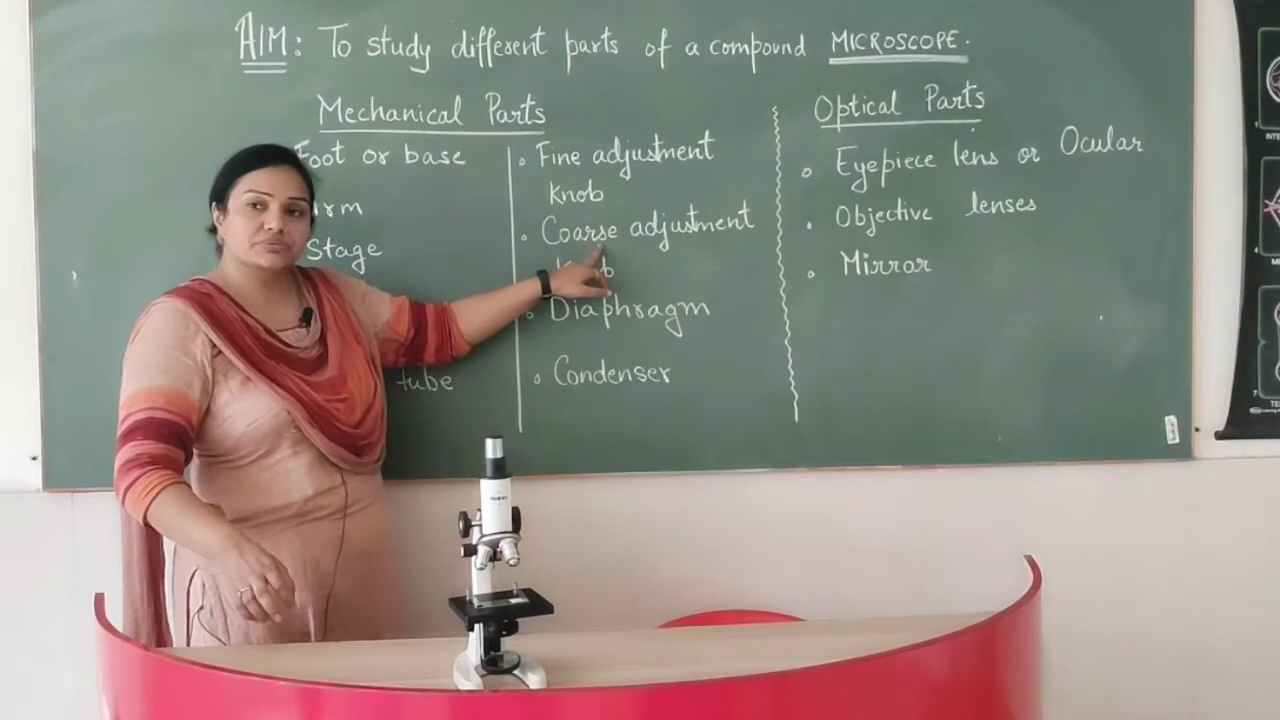 AIM: To study different parts of a compound MICROSCOPE.
Mechanical Parts
Foot or base
Stage
tube
Fine adjustment
Knob
Coarse adjustment
Diaphragm
Condenser
Optical Parts
Eyepiece lens or Ocular
Objective lenses
Mirror